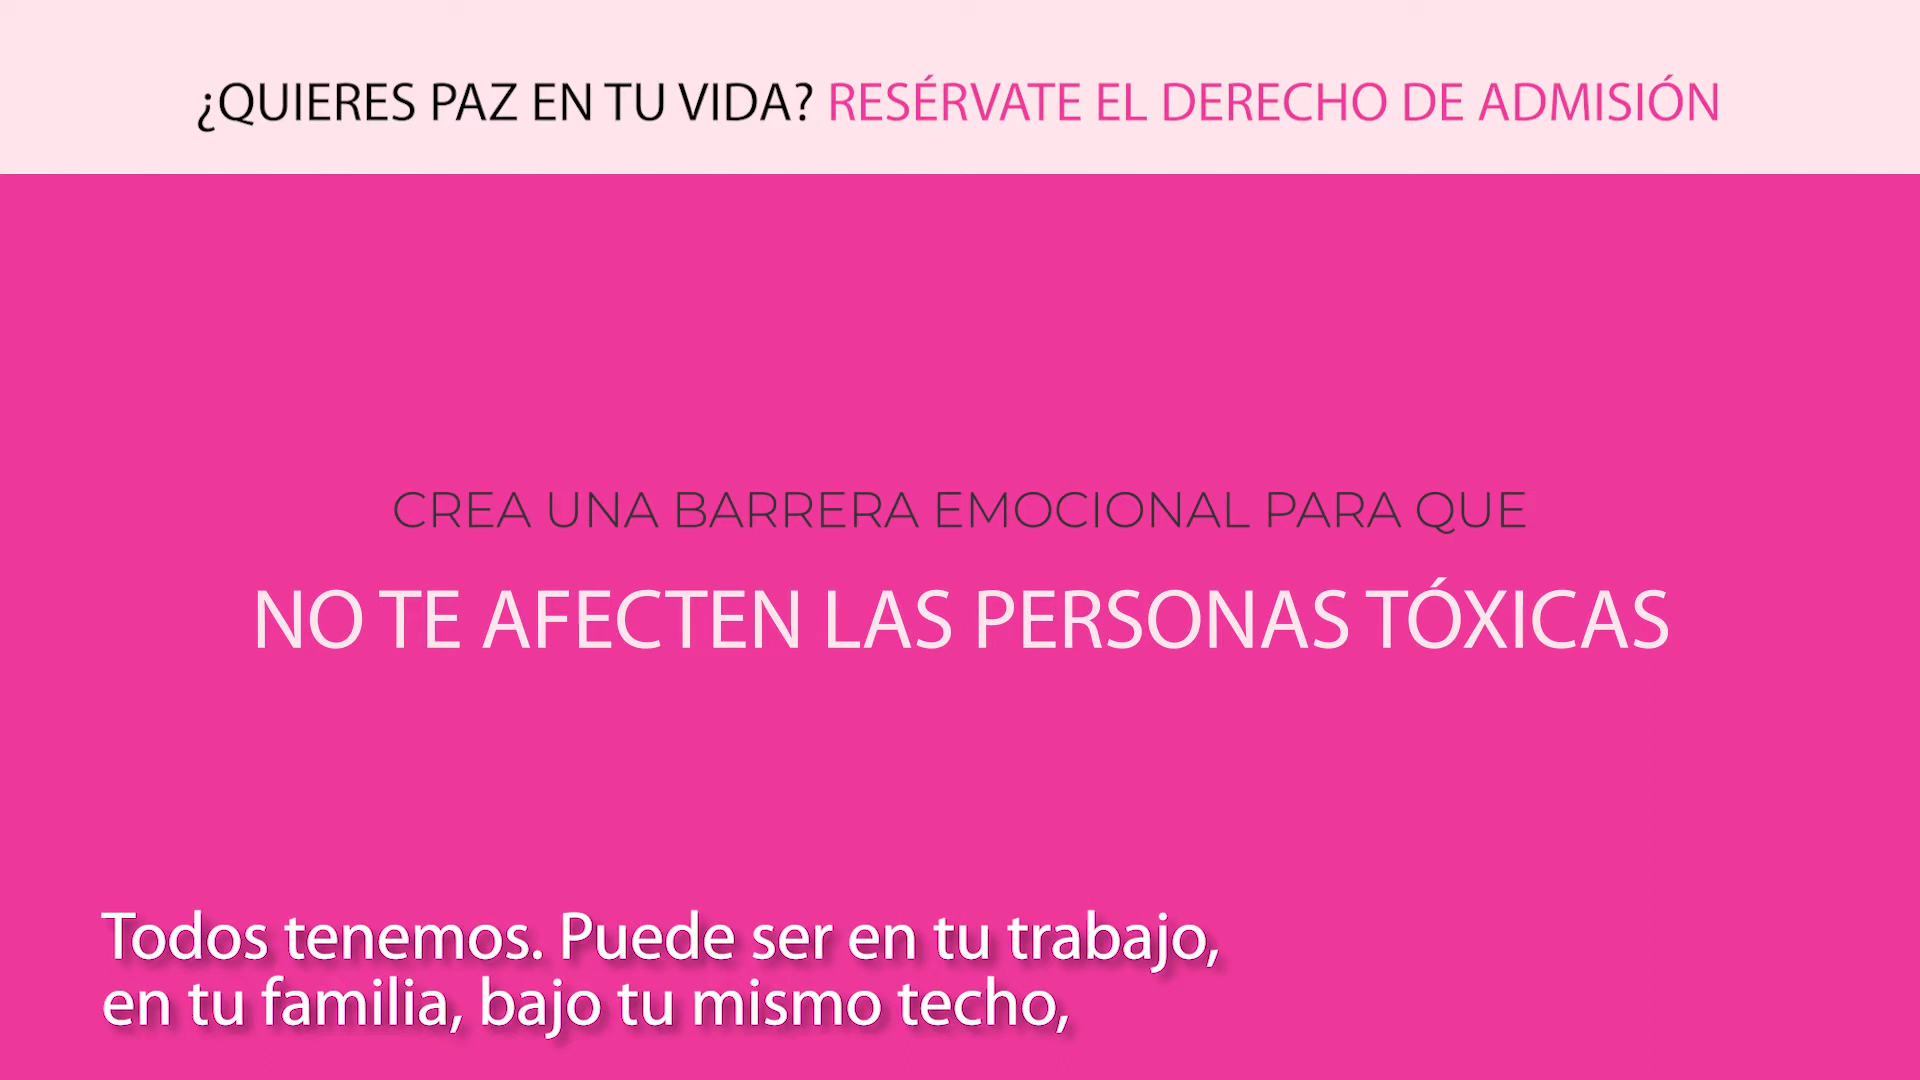 ¿QUIERES PAZ EN TU VIDA? RESÉRVATE EL DERECHO DE ADMISIÓN
CREA UNA BARRERA EMOCIONAL PARA QUE
NO TE AFECTEN LAS PERSONAS TÓXICAS
Todos tenemos. Puede ser en tu trabajo,
en tu familia, bajo tu mismo techo,